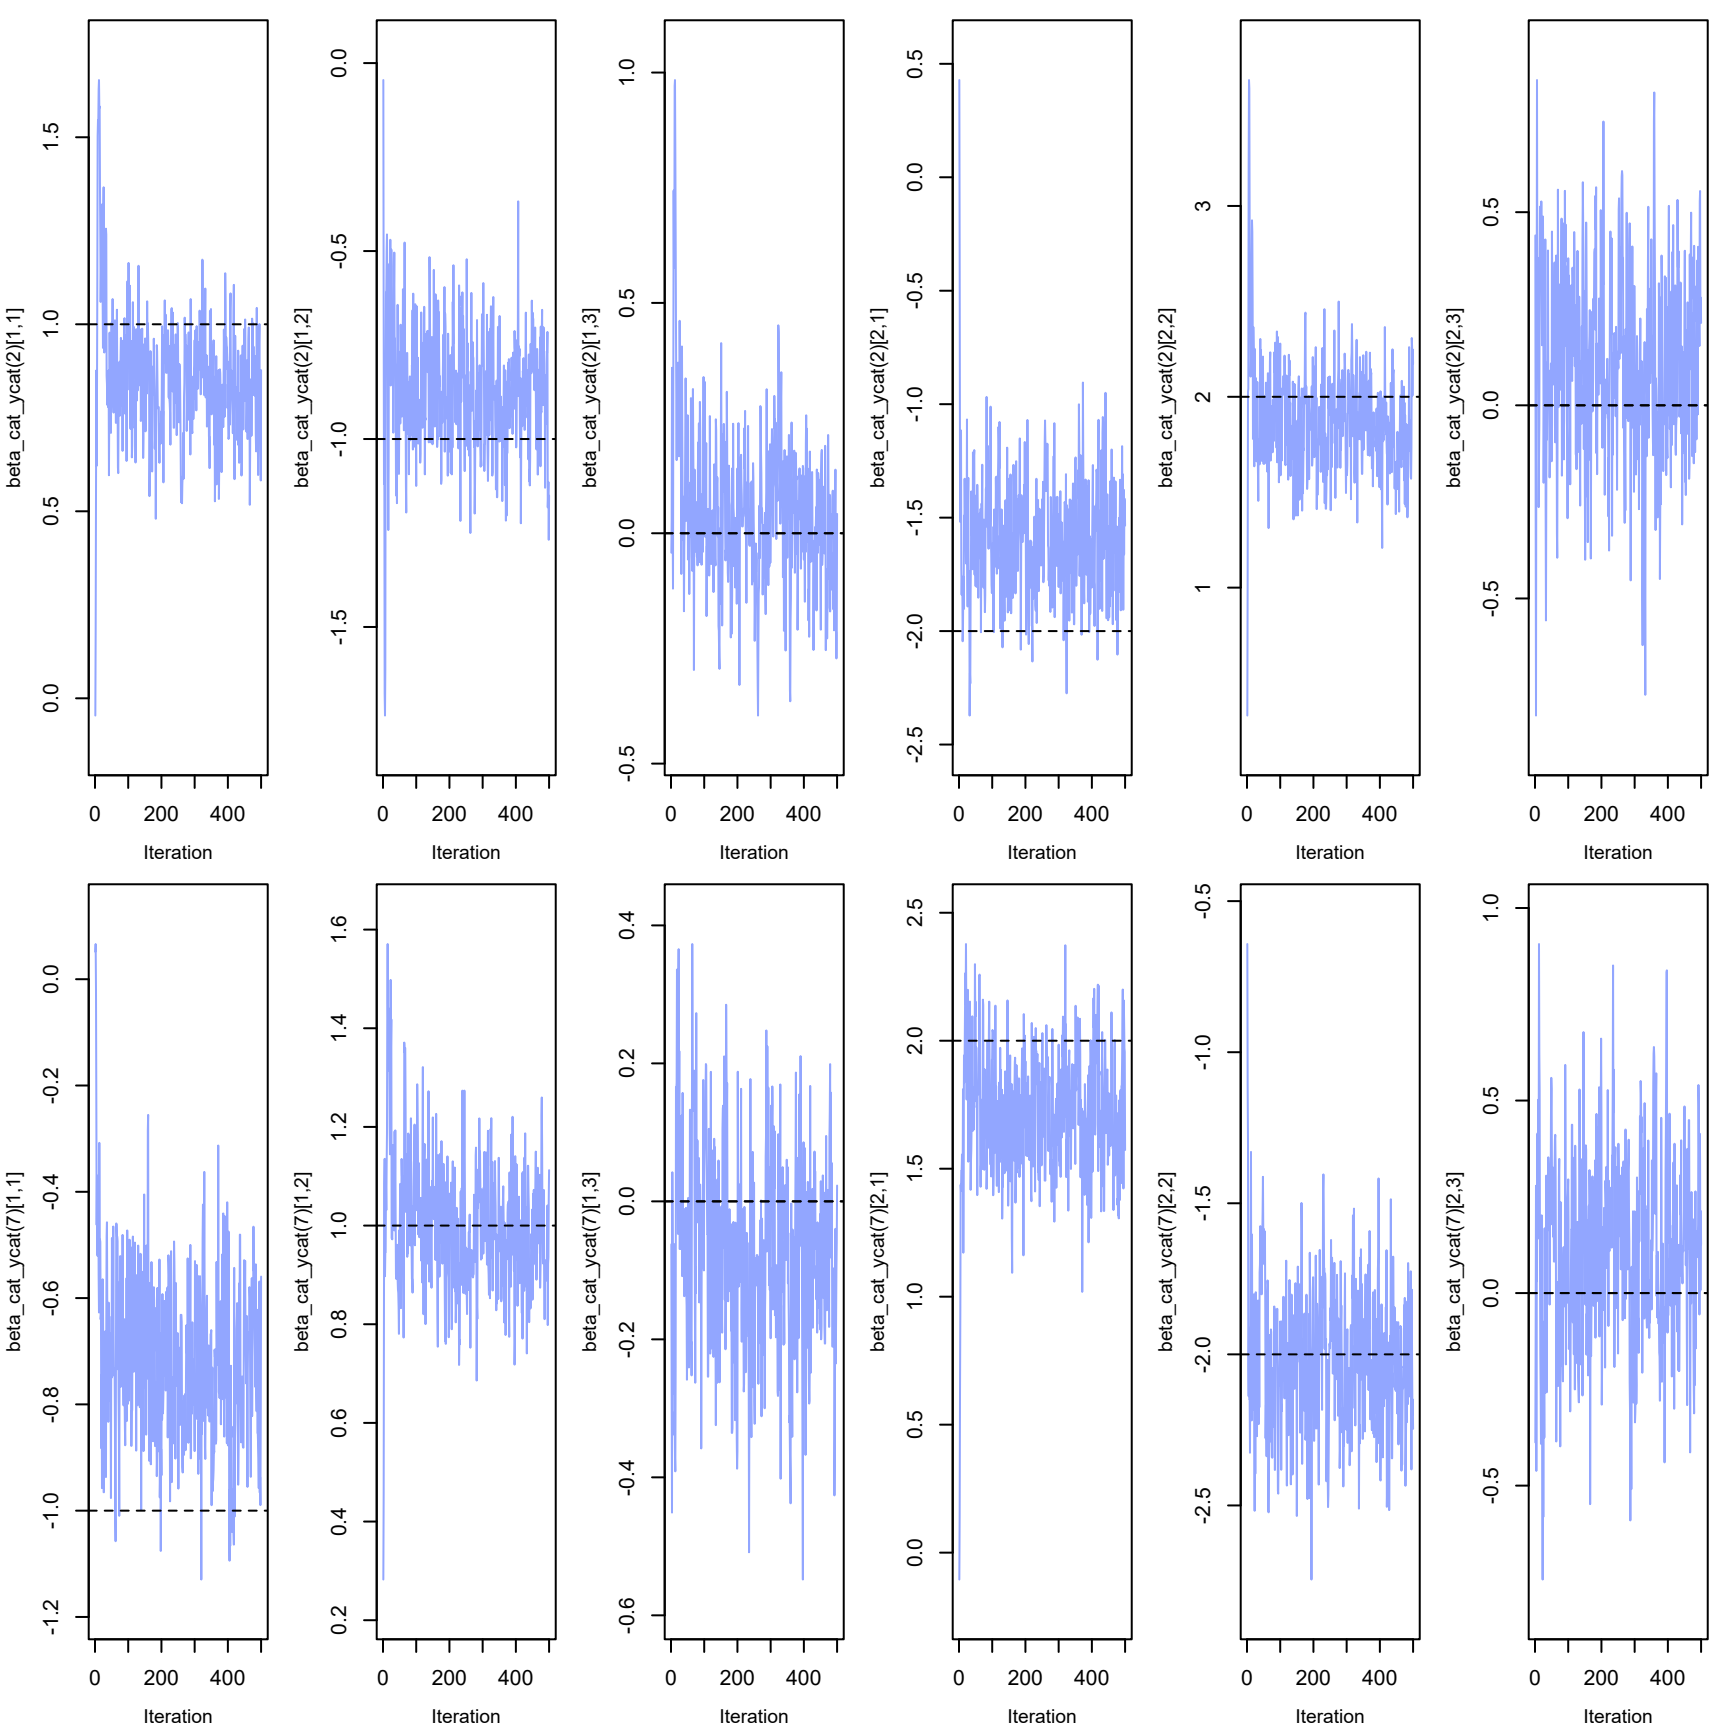 beta_cat_ycat(2)[1,1]
0.0 0.5 1.0 1.5
0 200 400
Iteration
beta_cat_ycat(2)[1,2]
-1.5 -1.0 -0.5 0.0
0 200 400
Iteration
beta_cat_ycat(2)[1,3]
-0.5 0.0 0.5 1.0
0 200 400
Iteration
beta_cat_ycat(2)[2,1]
-2.5 -2.0 -1.5 -1.0 -0.5 0.0 0.5
0 200 400
Iteration
beta_cat_ycat(2)[2,2]
1 2 3
0 200 400
Iteration
beta_cat_ycat(2)[2,3]
-0.5 0.0 0.5
0 200 400
Iteration
beta_cat_ycat(7)[1,1]
-1.2 -1.0 -0.8 -0.6 -0.4 -0.2 0.0
0 200 400
Iteration
beta_cat_ycat(7)[1,2]
0.2 0.4 0.6 0.8 1.0 1.2 1.4 1.6
0 200 400
Iteration
beta_cat_ycat(7)[1,3]
-0.6 -0.4 -0.2 0.0 0.2 0.4
0 200 400
Iteration
beta_cat_ycat(7)[2,1]
0.0 0.5 1.0 1.5 2.0 2.5
0 200 400
Iteration
beta_cat_ycat(7)[2,2]
-2.5 -2.0 -1.5 -1.0 -0.5
0 200 400
Iteration
beta_cat_ycat(7)[2,3]
-0.5 0.0 0.5 1.0
0 200 400
Iteration